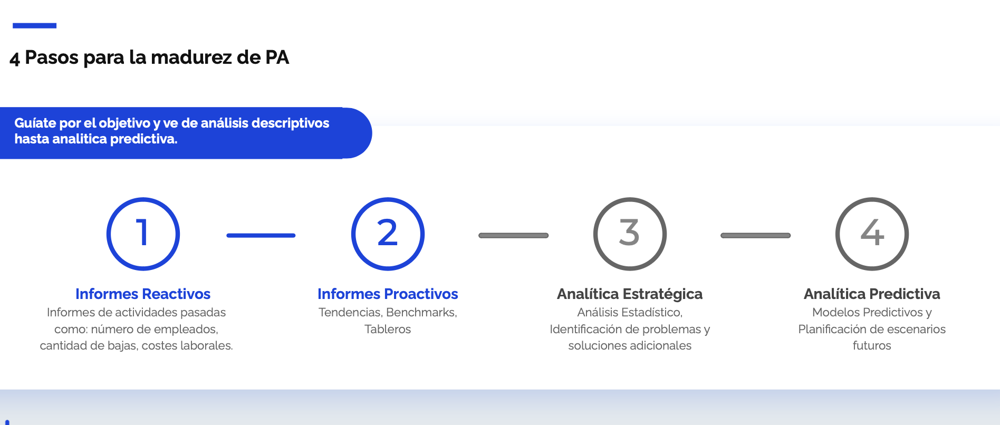 4 Pasos para la madurez de PA
Guíate por el objetivo y ve de análisis descriptivos
hasta analitica predictiva.
1
Informes Reactivos
Informes de actividades pasadas
como: número de empleados,
cantidad de bajas, costes laborales.
2
Informes Proactivos
Tendencias, Benchmarks,
Tableros
3
Analítica Estratégica
Análisis Estadístico,
Identificación de problemas y
soluciones adicionales
4
Analítica Predictiva
Modelos Predictivos y
Planificación de escenarios
futuros